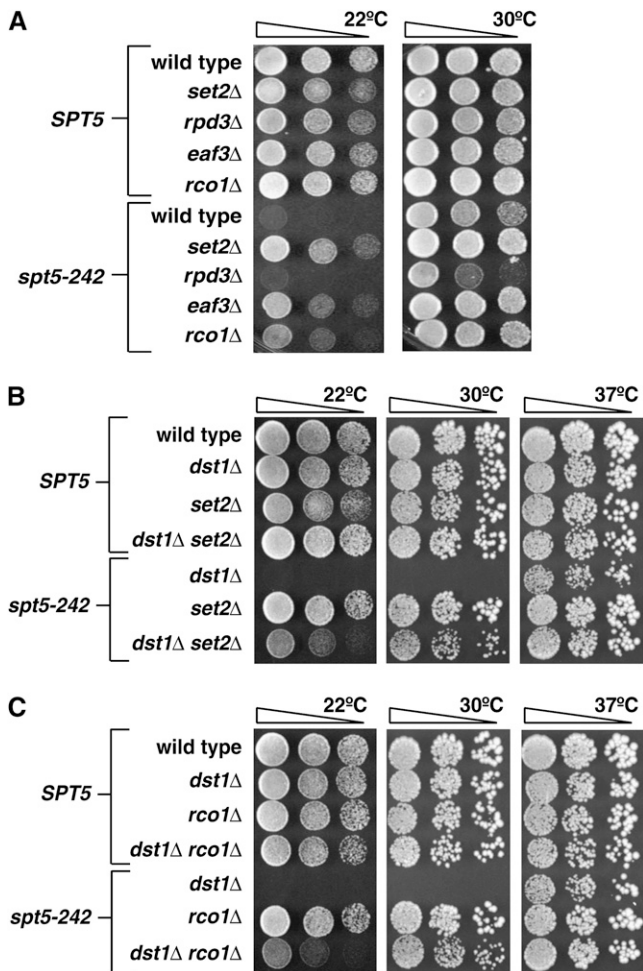 A
22ºC
30ºC
SPT5
wild type
set2Δ
rpd3Δ
eaf3Δ
rco1Δ
spt5-242
wild type
set2Δ
rpd3Δ
eaf3Δ
rco1Δ
B
22ºC
30ºC
37ºC
SPT5
wild type
dst1Δ
set2Δ
dst1Δ set2Δ
spt5-242
dst1Δ
set2Δ
dst1Δ set2Δ
C
22ºC
30ºC
37ºC
SPT5
wild type
dst1Δ
rco1Δ
dst1Δ rco1Δ
spt5-242
dst1Δ
rco1Δ
dst1Δ rco1Δ